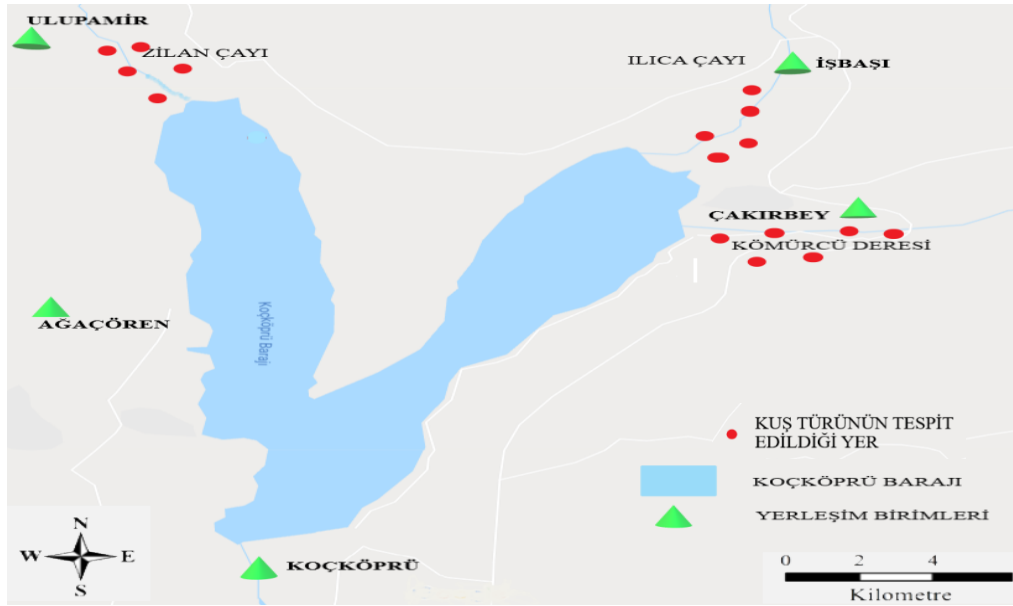 ULUPAMİR
ZİLAN ÇAYI
ILICA ÇAYI
İŞBAŞI
ÇAKIRBEY
KÖMÜRCÜ DERESİ
Koçköprü Barajı
AĞAÇÖREN
KUŞ TÜRÜNÜN TESPİT
EDİLDİĞİ YER
KOÇKÖPRÜ BARAJI
YERLEŞİM BİRİMLERİ
N
W E
S
KOÇKÖPRÜ
0 2 4
Kilometre